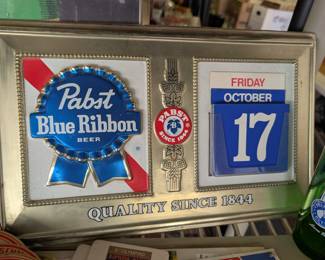 Pabst
Blue Ribbon
BEER
PABST
SINCE 1844
FRIDAY
OCTOBER
17
QUALITY SINCE 1844